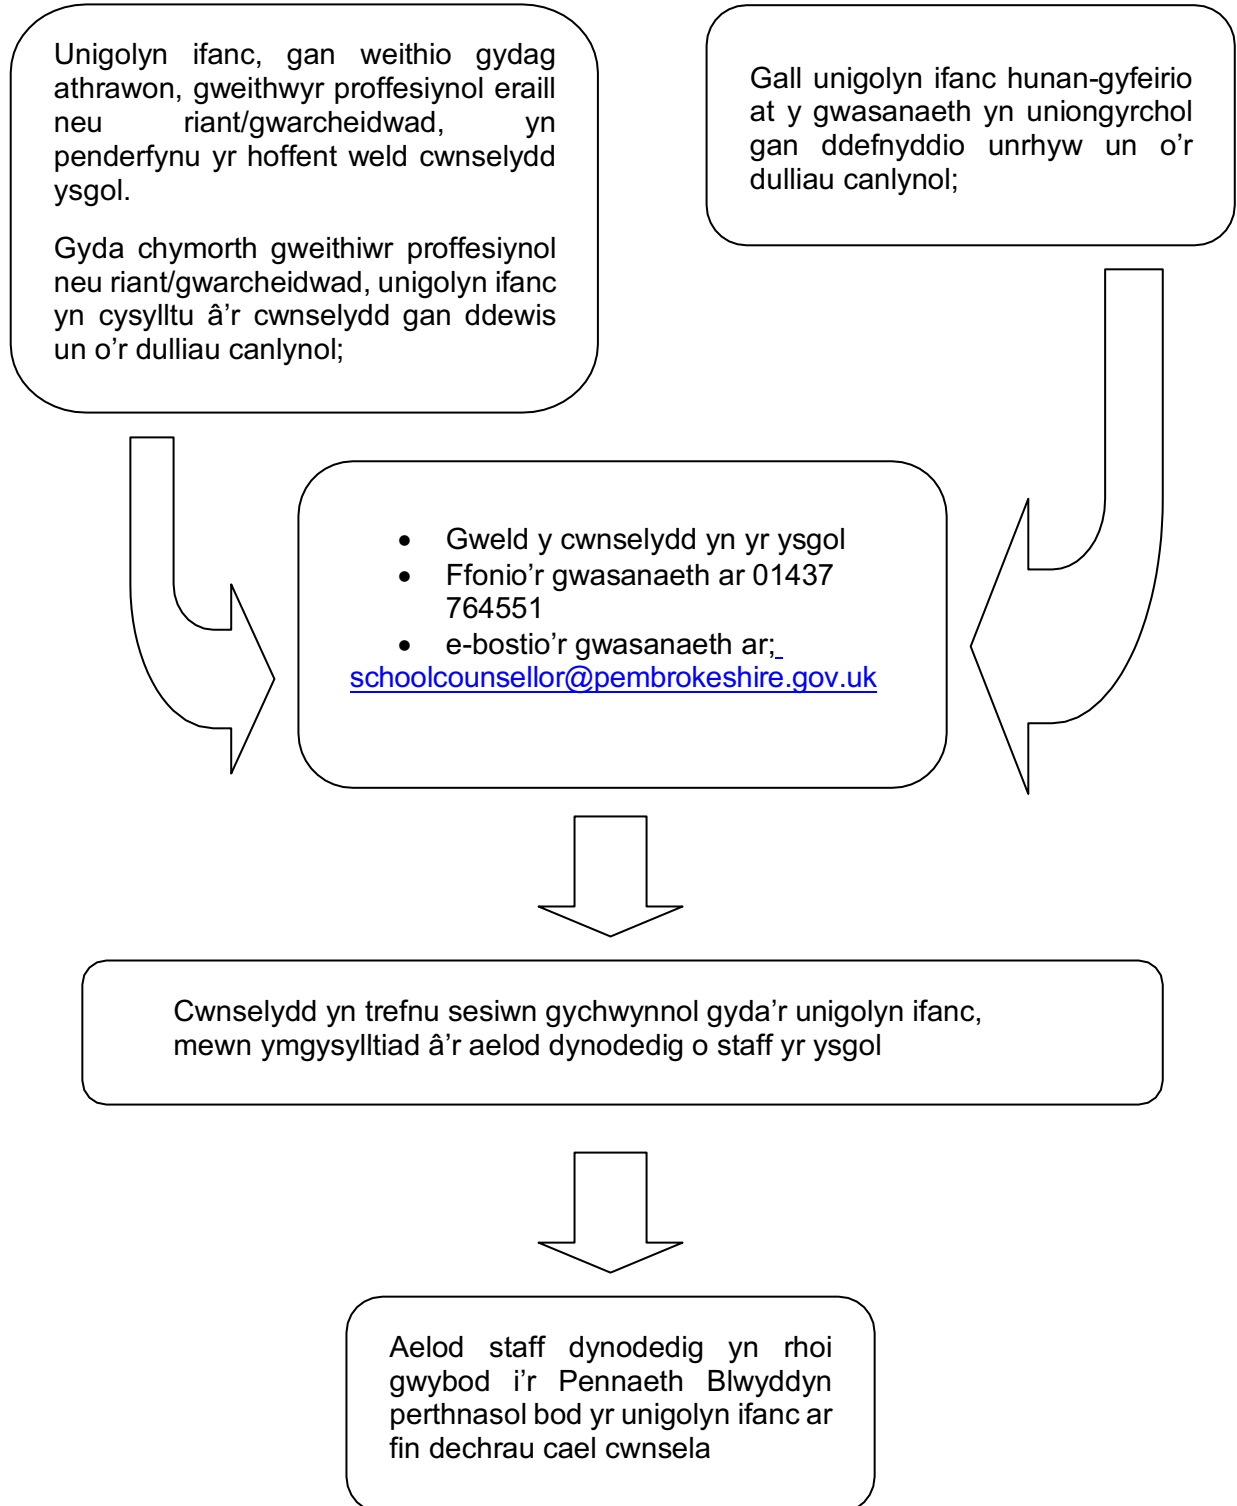 Unigolyn ifanc, gan weithio gydag
athrawon, gweithwyr proffesiynol eraill
neu riant/gwarcheidwad, yn
penderfynu yr hoffent weld cwnselydd
ysgol.
Gyda chymorth gweithiwr proffesiynol
neu riant/gwarcheidwad, unigolyn ifanc
yn cysylltu â’r cwnselydd gan ddewis
un o’r dulliau canlynol;
Gall unigolyn ifanc hunan-gyfeirio
at y gwasanaeth yn uniongyrchol
gan ddefnyddio unrhyw un o’r
dulliau canlynol;
• Gweld y cwnselydd yn yr ysgol
• Ffonio’r gwasanaeth ar 01437
764551
• e-bostio’r gwasanaeth ar;
schoolcounsellor@pembrokeshire.gov.uk
Cwnselydd yn trefnu sesiwn gychwynnol gyda’r unigolyn ifanc,
mewn ymgysylltiad â’r aelod dynodedig o staff yr ysgol
Aelod staff dynodedig yn rhoi
gwybod i’r Pennaeth Blwyddyn
perthnasol bod yr unigolyn ifanc ar
fin dechrau cael cwnsela